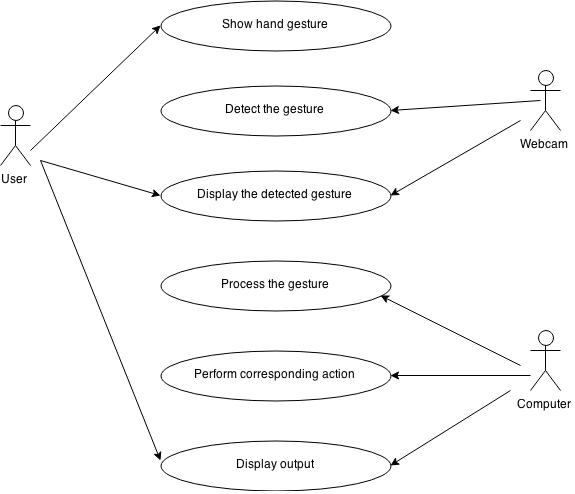 Show hand gesture
Detect the gesture
Webcam
User
Display the detected gesture
Process the gesture
Perform corresponding action
Computer
Display output